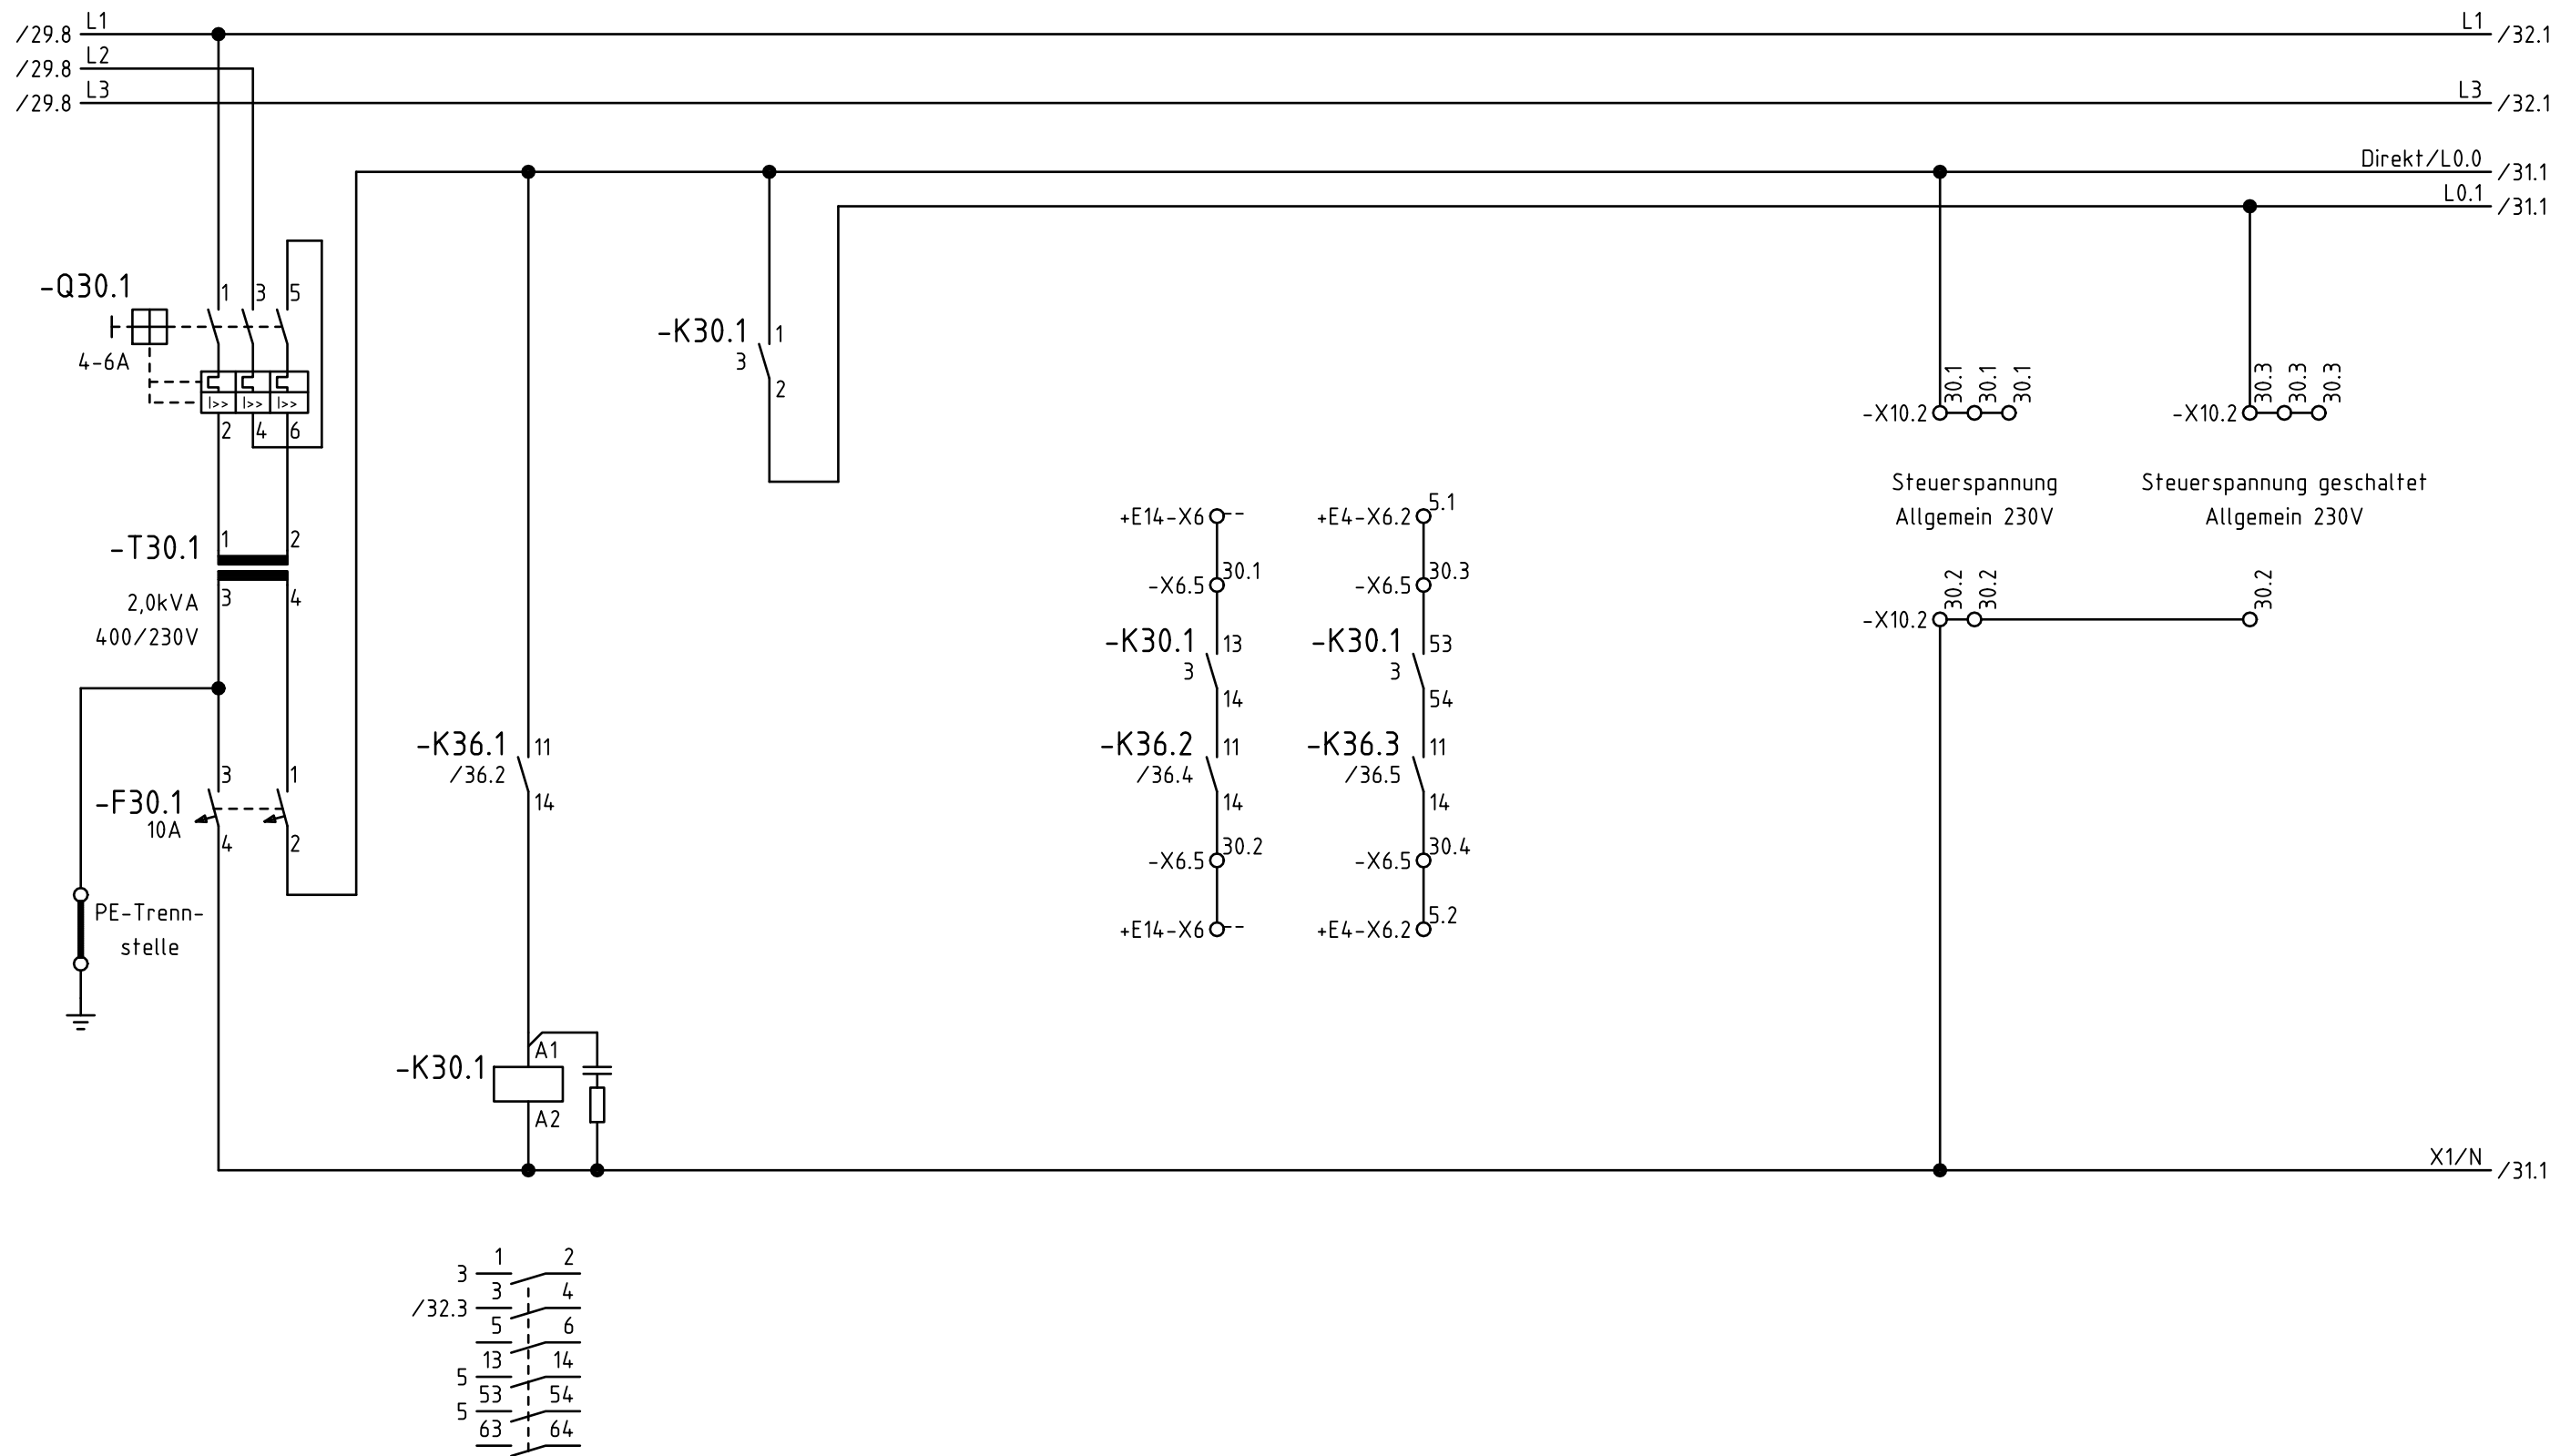 L1
/29.8
L1
/32.1
L2
/29.8
L3
/29.8
L3
/32.1
Direkt/L0.0
/31.1
L0.1
/31.1
-Q30.1
1 3 5
4-6A
I>> I>> I>>
2 4 6
-K30.1
1
3
2
30.1 30.1 30.1
-X10.2
30.3 30.3 30.3
-X10.2
Steuerspannung
Allgemein 230V
Steuerspannung geschaltet
Allgemein 230V
30.2 30.2
-X10.2
30.2
-T30.1
1 2
3 4
2,0kVA
400/230V
-F30.1
10A
3 1
4 2
PE-Trenn-
stelle
-K36.1
/36.2
11
14
-K30.1
A1
A2
+E14-X6 --
-X6.5 30.1
-K30.1 13
3
14
-K36.2 11
/36.4
14
-X6.5 30.2
+E14-X6 --
+E4-X6.2 5.1
-X6.5 30.3
-K30.1 53
3
54
-K36.3 11
/36.5
14
-X6.5 30.4
+E4-X6.2 5.2
X1/N
/31.1
1 2
3
3 4
/32.3
5 6
13 14
5
53 54
5
63 64